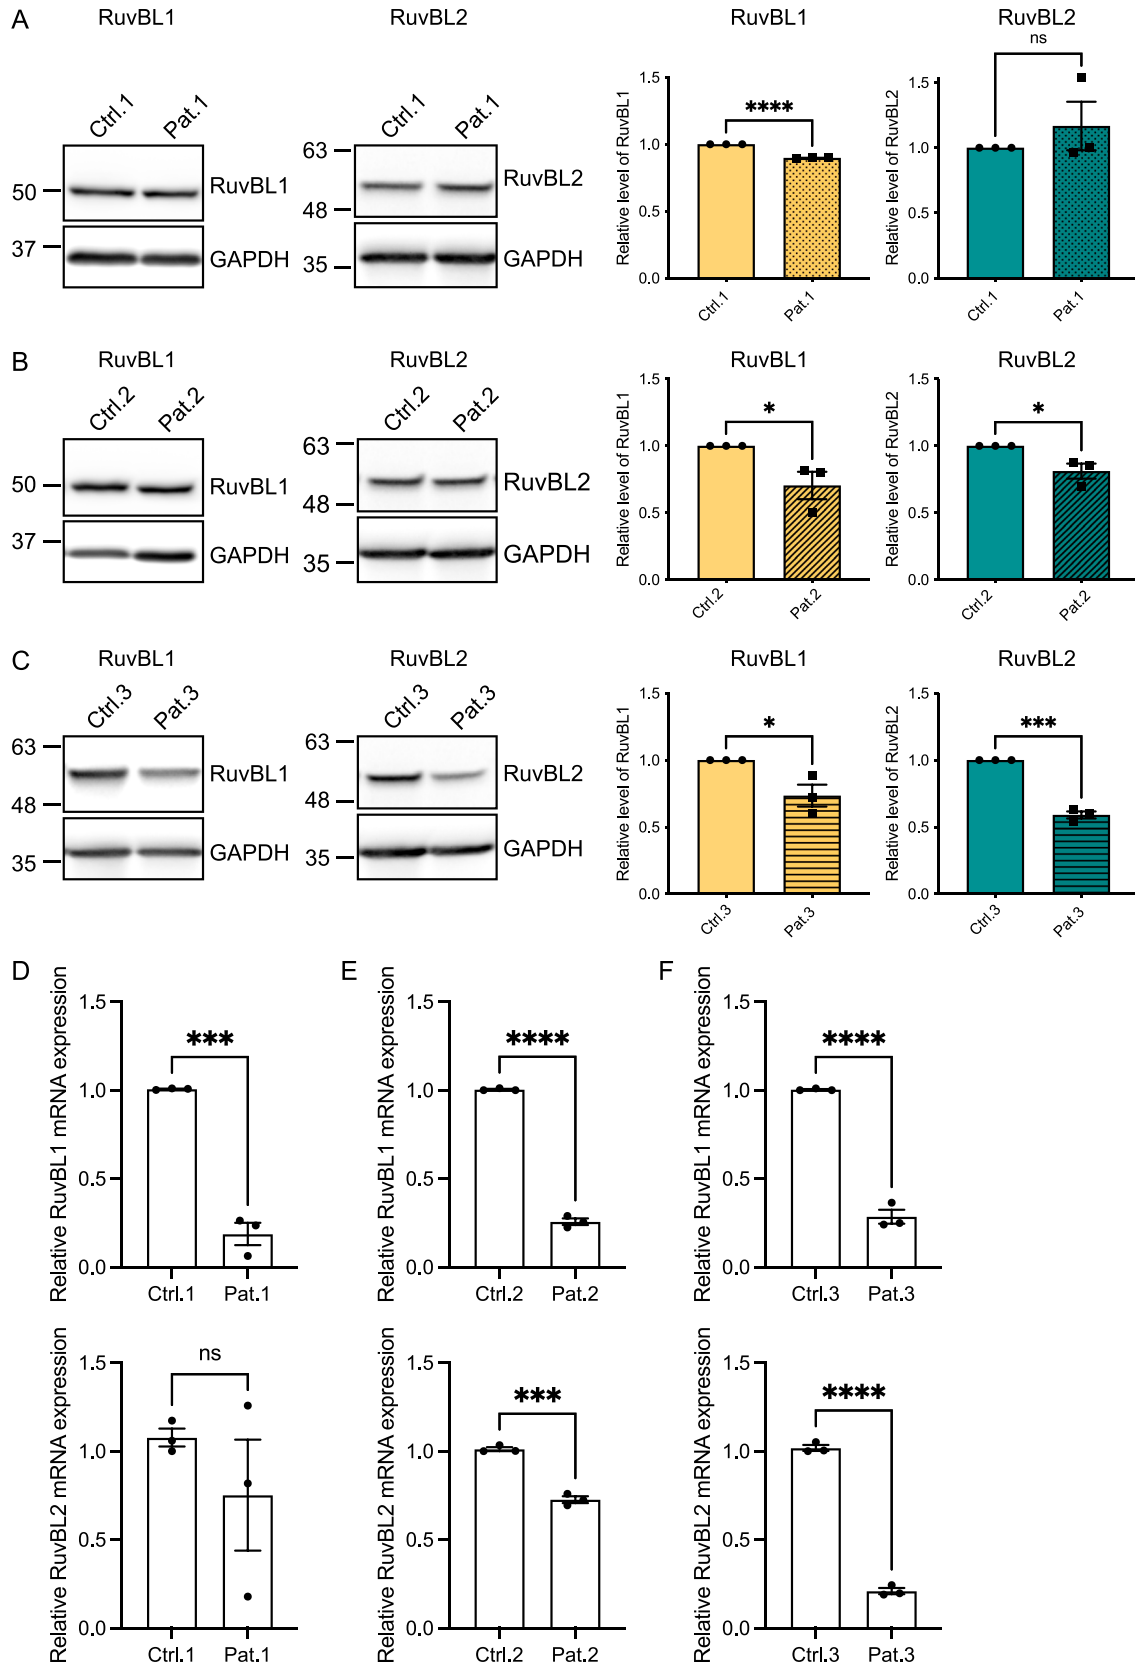 A RuvBL1 RuvBL2 RuvBL1 RuvBL2
Ctrl.1 Pat.1 Ctrl.1 Pat.1
50
37
RuvBL1
GAPDH
63
48
35
RuvBL2
GAPDH
Relative level of RuvBL1
1.5
1.0
0.5
0.0
****
Ctrl.1 Pat.1
Relative level of RuvBL2
1.5
1.0
0.5
0.0
ns
Ctrl.1 Pat.1
B RuvBL1 RuvBL2 RuvBL1 RuvBL2
Ctrl.2 Pat.2 Ctrl.2 Pat.2
50
37
RuvBL1
GAPDH
63
48
35
RuvBL2
GAPDH
Relative level of RuvBL1
1.5
1.0
0.5
0.0
*
Ctrl.2 Pat.2
Relative level of RuvBL2
1.5
1.0
0.5
0.0
*
Ctrl.2 Pat.2
C RuvBL1 RuvBL2 RuvBL1 RuvBL2
Ctrl.3 Pat.3 Ctrl.3 Pat.3
63
48
35
RuvBL1
GAPDH
63
48
35
RuvBL2
GAPDH
Relative level of RuvBL1
1.5
1.0
0.5
0.0
*
Ctrl.3 Pat.3
Relative level of RuvBL2
1.5
1.0
0.5
0.0
***
Ctrl.3 Pat.3
D
Relative RuvBL1 mRNA expression
1.5
1.0
0.5
0.0
***
Ctrl.1 Pat.1
E
Relative RuvBL1 mRNA expression
1.5
1.0
0.5
0.0
****
Ctrl.2 Pat.2
F
Relative RuvBL1 mRNA expression
1.5
1.0
0.5
0.0
****
Ctrl.3 Pat.3
Relative RuvBL2 mRNA expression
1.5
1.0
0.5
0.0
ns
Ctrl.1 Pat.1
Relative RuvBL2 mRNA expression
1.5
1.0
0.5
0.0
***
Ctrl.2 Pat.2
Relative RuvBL2 mRNA expression
1.5
1.0
0.5
0.0
****
Ctrl.3 Pat.3